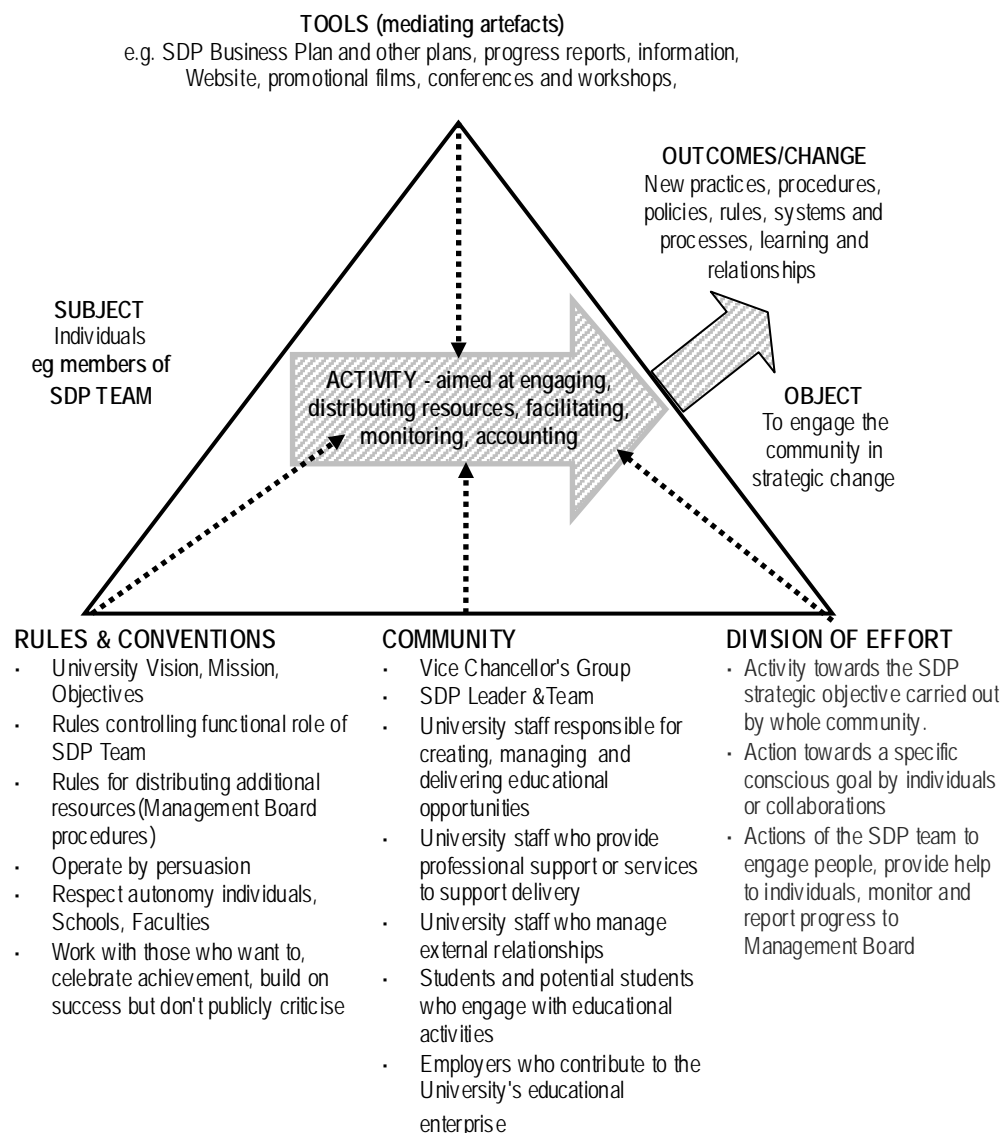 TOOLS (mediating artefacts)
e.g. SDP Business Plan and other plans, progress reports, information,
Website, promotional films, conferences and workshops,
OUTCOMES/CHANGE
New practices, procedures,
policies, rules, systems and
processes, learning and
relationships
SUBJECT
Individuals
eg members of
SDP TEAM
ACTIVITY - aimed at engaging,
distributing resources, facilitating,
monitoring, accounting
OBJECT
To engage the
community in
strategic change
RULES & CONVENTIONS
· University Vision, Mission,
Objectives
· Rules controlling functional role of
SDP Team
· Rules for distributing additional
resources(Management Board
procedures)
· Operate by persuasion
· Respect autonomy individuals,
Schools, Faculties
· Work with those who want to,
celebrate achievement, build on
success but don't publicly criticise
COMMUNITY
· Vice Chancellor's Group
· SDP Leader &Team
· University staff responsible for
creating, managing and
delivering educational
opportunities
· University staff who provide
professional support or services
to support delivery
· University staff who manage
external relationships
· Students and potential students
who engage with educational
activities
· Employers who contribute to the
University's educational
enterprise
DIVISION OF EFFORT
· Activity towards the SDP
strategic objective carried out
by whole community.
· Action towards a specific
conscious goal by individuals
or collaborations
· Actions of the SDP team to
engage people, provide help
to individuals, monitor and
report progress to
Management Board